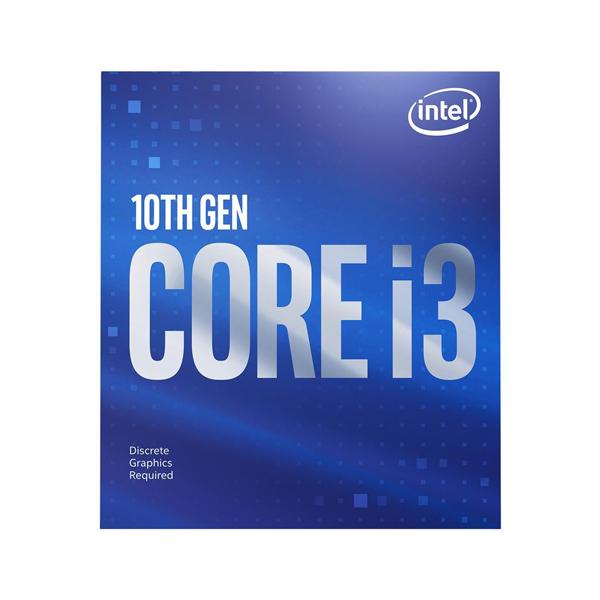 intel
10TH GEN
CORE i3
Discrete
Graphics
Required